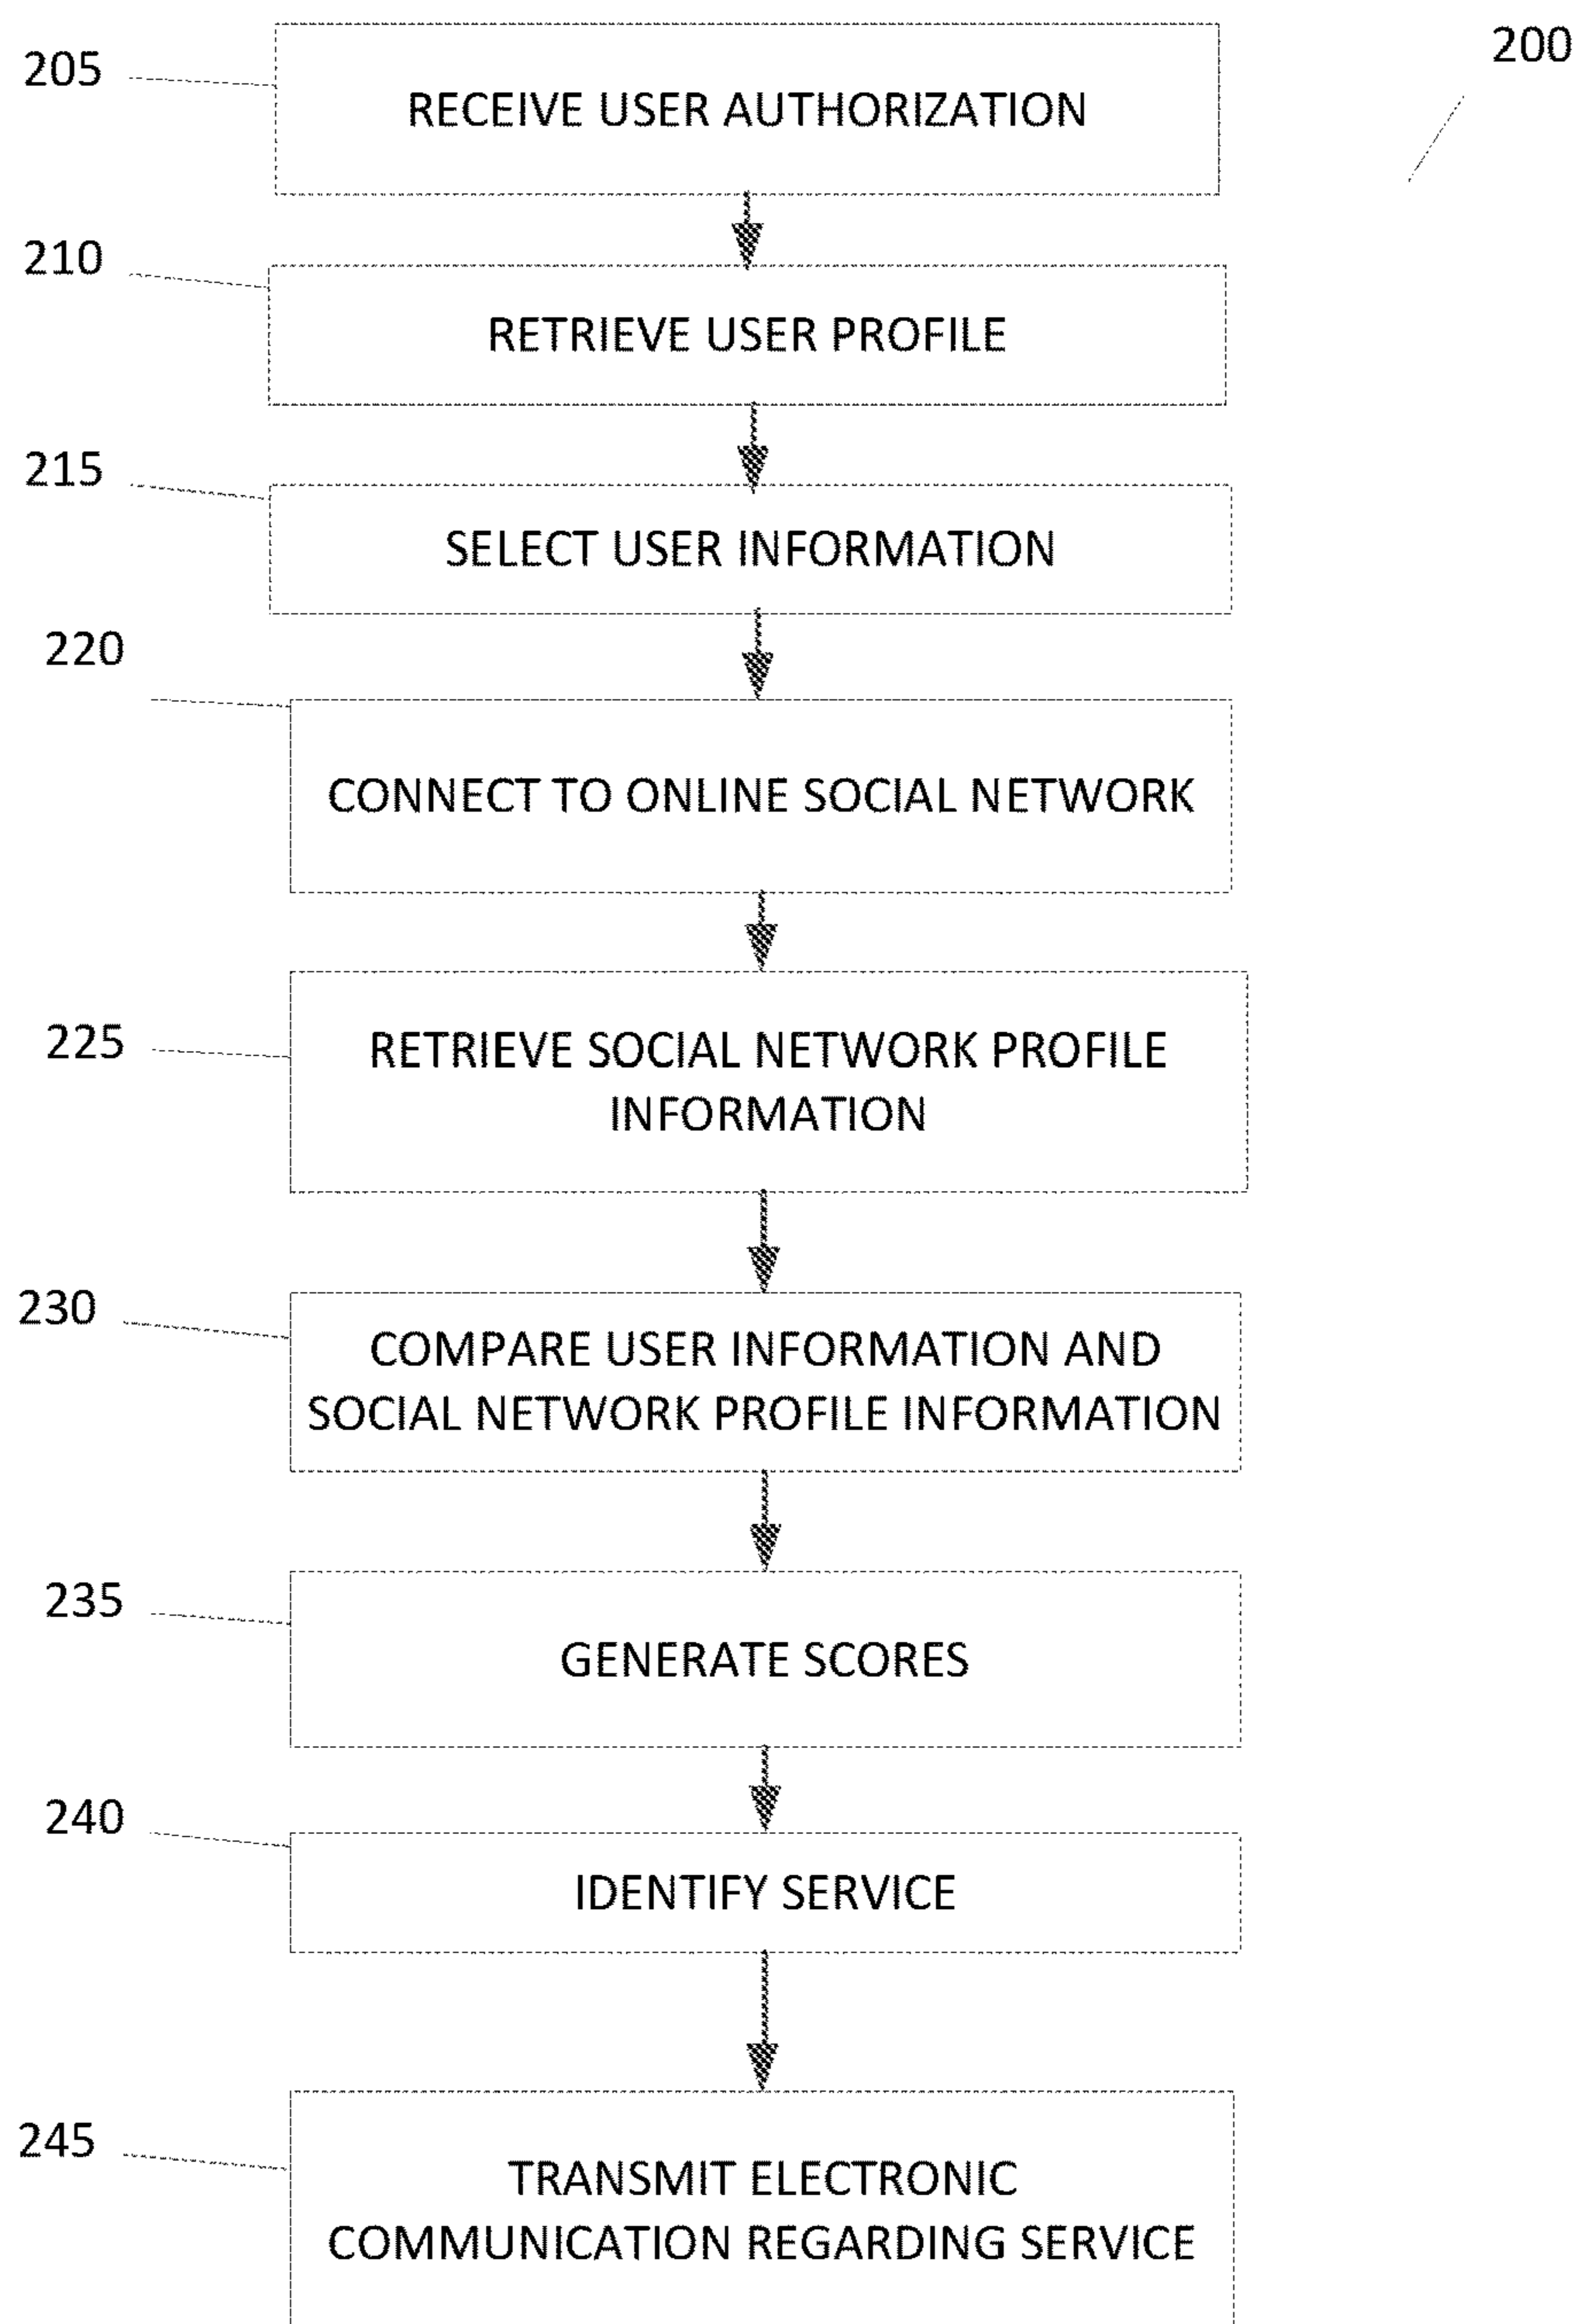 200
205
RECEIVE USER AUTHORIZATION
210
RETRIEVE USER PROFILE
215
SELECT USER INFORMATION
220
CONNECT TO ONLINE SOCIAL NETWORK
225
RETRIEVE SOCIAL NETWORK PROFILE
INFORMATION
230
COMPARE USER INFORMATION AND
SOCIAL NETWORK PROFILE INFORMATION
235
GENERATE SCORES
240
IDENTIFY SERVICE
245
TRANSMIT ELECTRONIC
COMMUNICATION REGARDING SERVICE